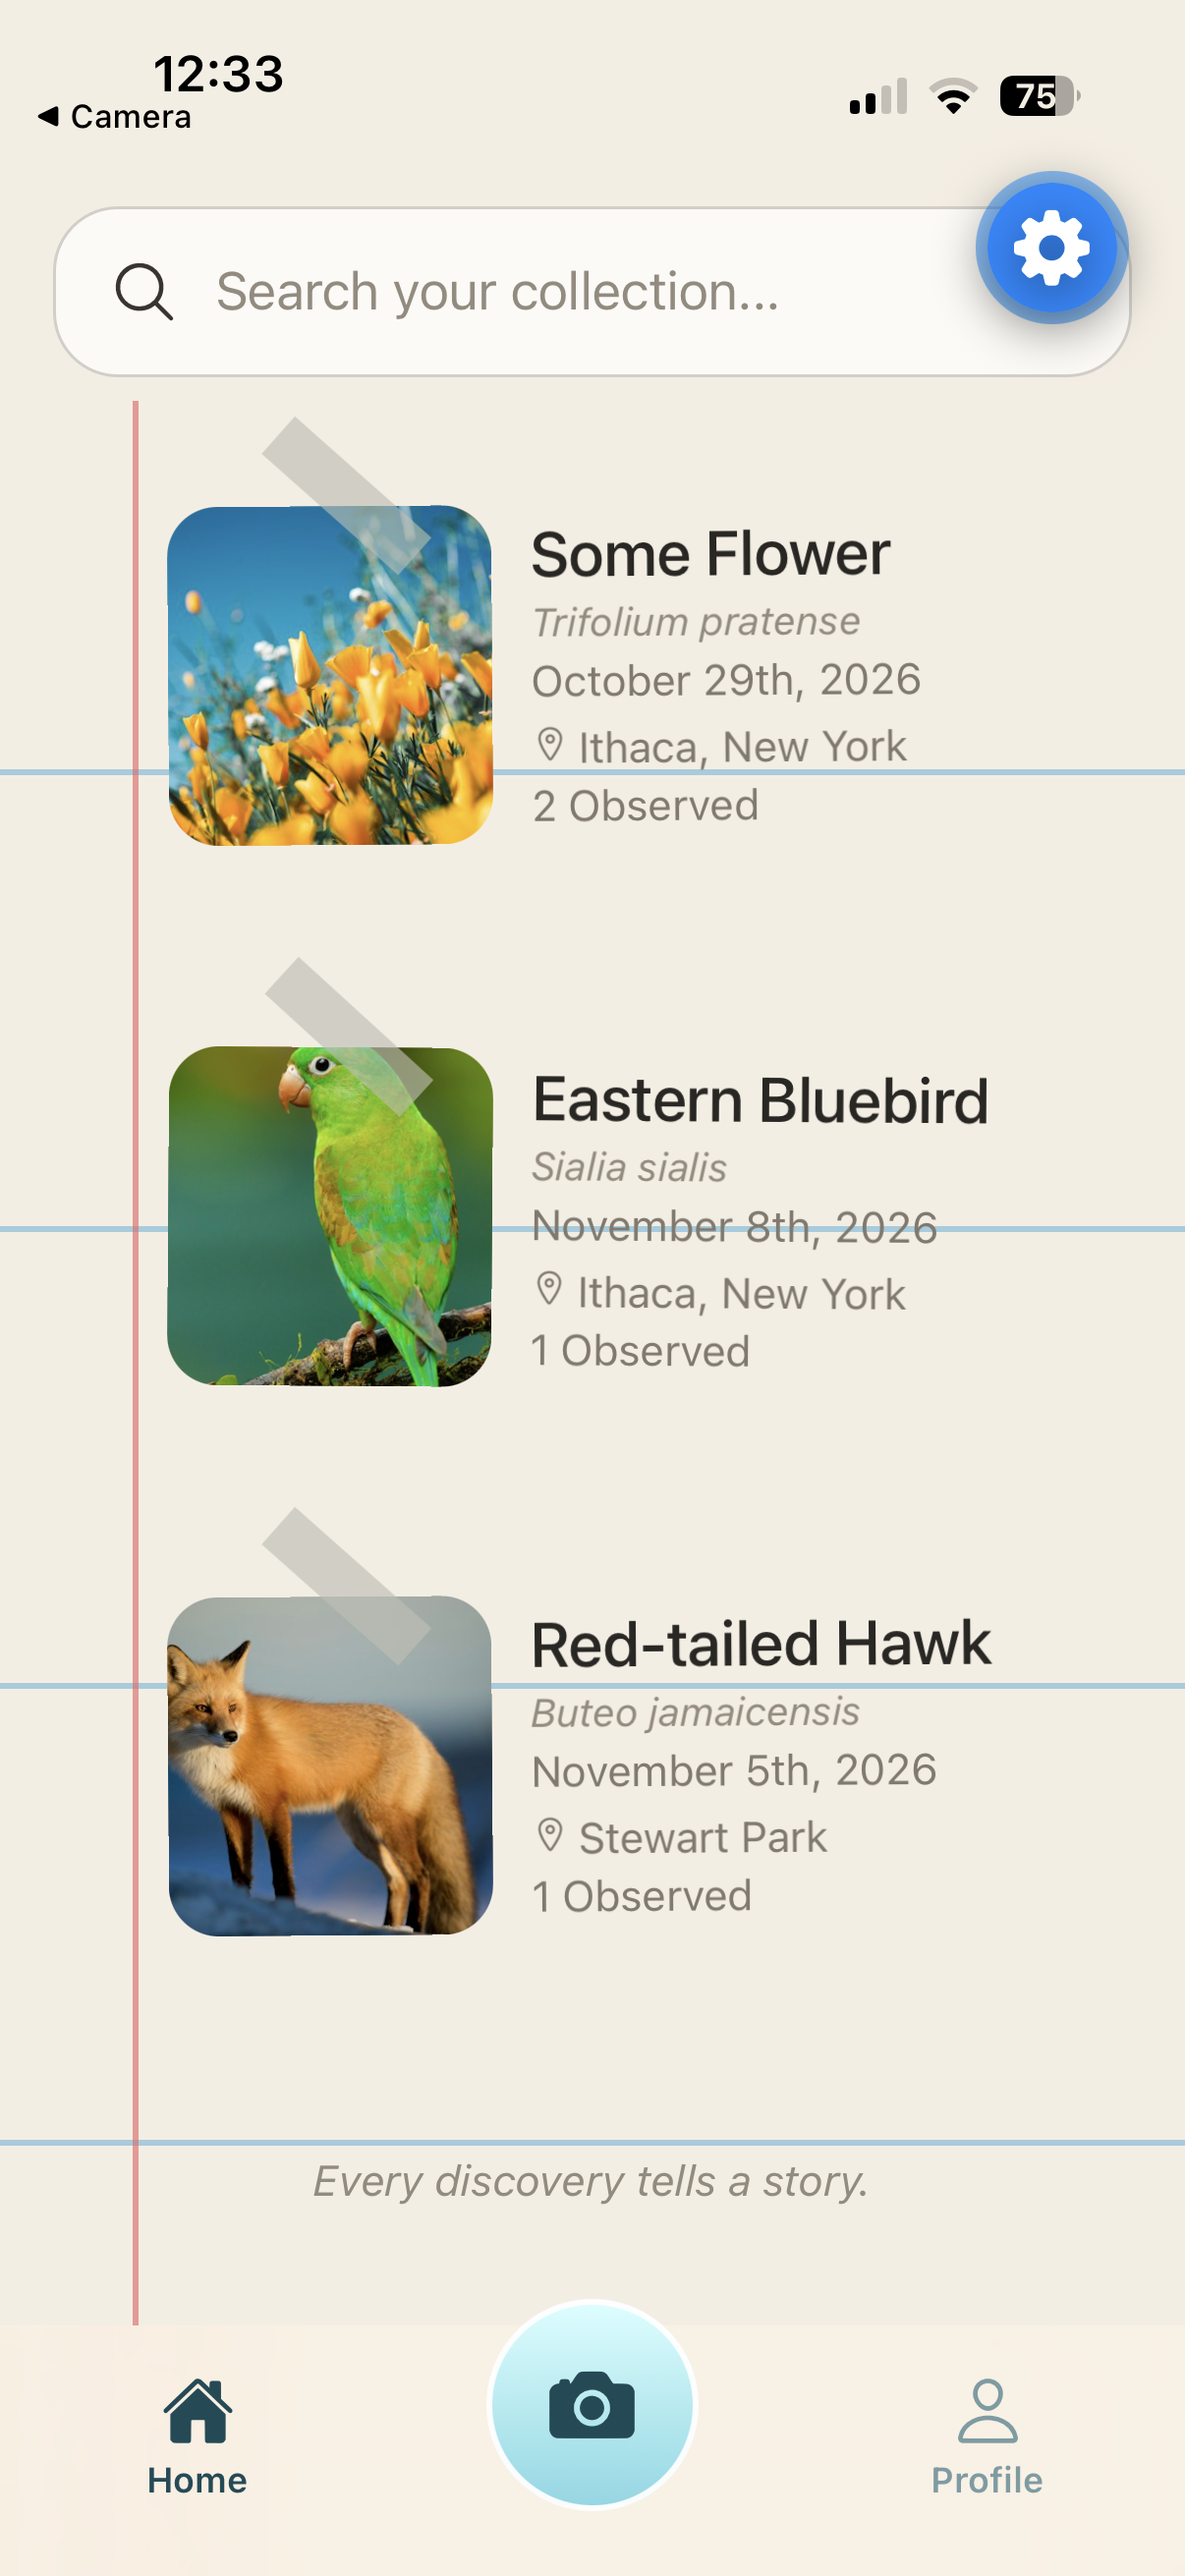 12:33
Camera
75
Search your collection...
Some Flower
Trifolium pratense
October 29th, 2026
Ithaca, New York
2 Observed
Eastern Bluebird
Sialia sialis
November 8th, 2026
Ithaca, New York
1 Observed
Red-tailed Hawk
Buteo jamaicensis
November 5th, 2026
Stewart Park
1 Observed
Every discovery tells a story.
Home
Profile